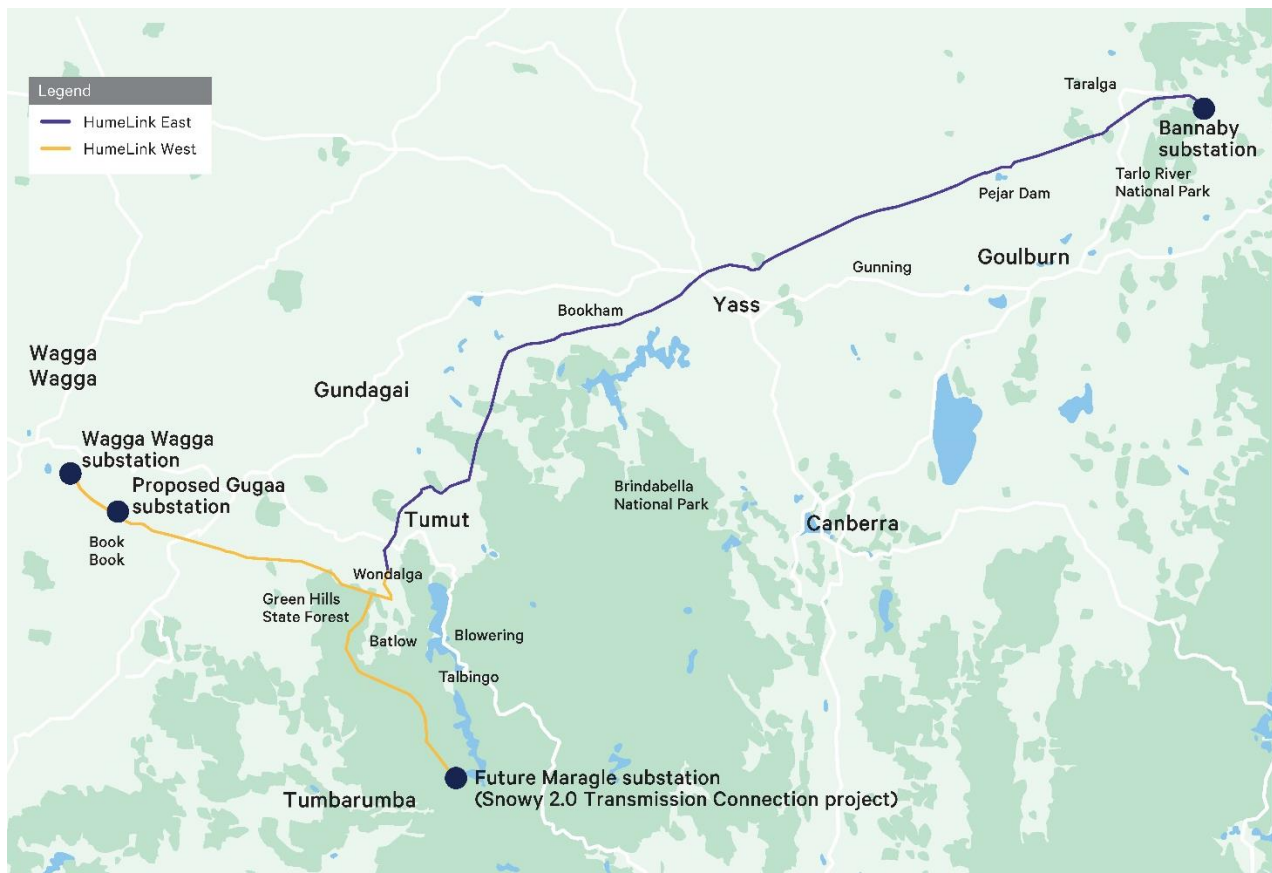 Legend
HumeLink East
HumeLink West
Taralga
Bannaby
substation
Tarlo River
National Park
Pejar Dam
Goulburn
Gunning
Yass
Bookham
Wagga
Wagga
Gundagai
Wagga Wagga
substation
Proposed Gugaa
substation
Brindabella
National Park
Tumut
Canberra
Book
Book
Wondalga
Green Hills
State Forest
Batlow
Blowering
Talbingo
Future Maragle substation
(Snowy 2.0 Transmission Connection project)
Tumbarumba